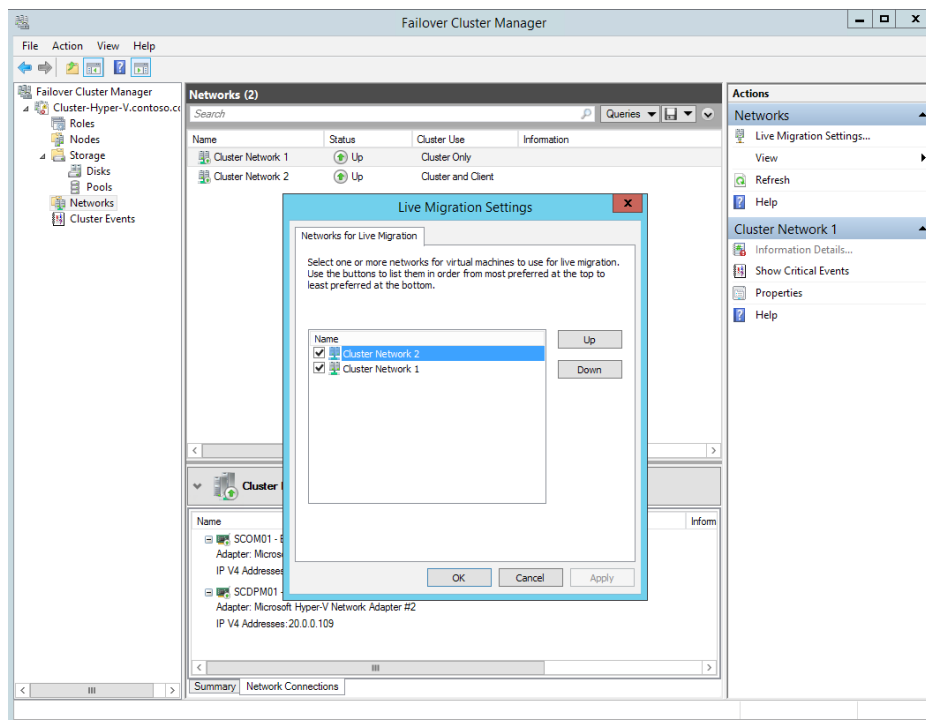 Failover Cluster Manager
File Action View Help
Failover Cluster Manager
Cluster-Hyper-V.contoso.cc
Roles
Nodes
Storage
Disks
Pools
Networks
Cluster Events
Networks (2)
Search
Queries
Name Status Cluster Use Information
Cluster Network 1 Up Cluster Only
Cluster Network 2 Up Cluster and Client
Live Migration Settings
x
Networks for Live Migration
Select one or more networks for virtual machines to use for live migration.
Use the buttons to list them in order from most preferred at the top to
least preferred at the bottom.
Name
Cluster Network 2
Cluster Network 1
Up
Down
OK Cancel Apply
Cluster
Name Inform
SCOM01 -
Adapter: Micros
IP V4 Addresses
SCDPM01 -
Adapter: Microsoft Hyper-V Network Adapter #2
IP V4 Addresses:20.0.0.109
Summary Network Connections
Actions
Networks
Live Migration Settings...
View
Refresh
Help
Cluster Network 1
Information Details...
Show Critical Events
Properties
Help